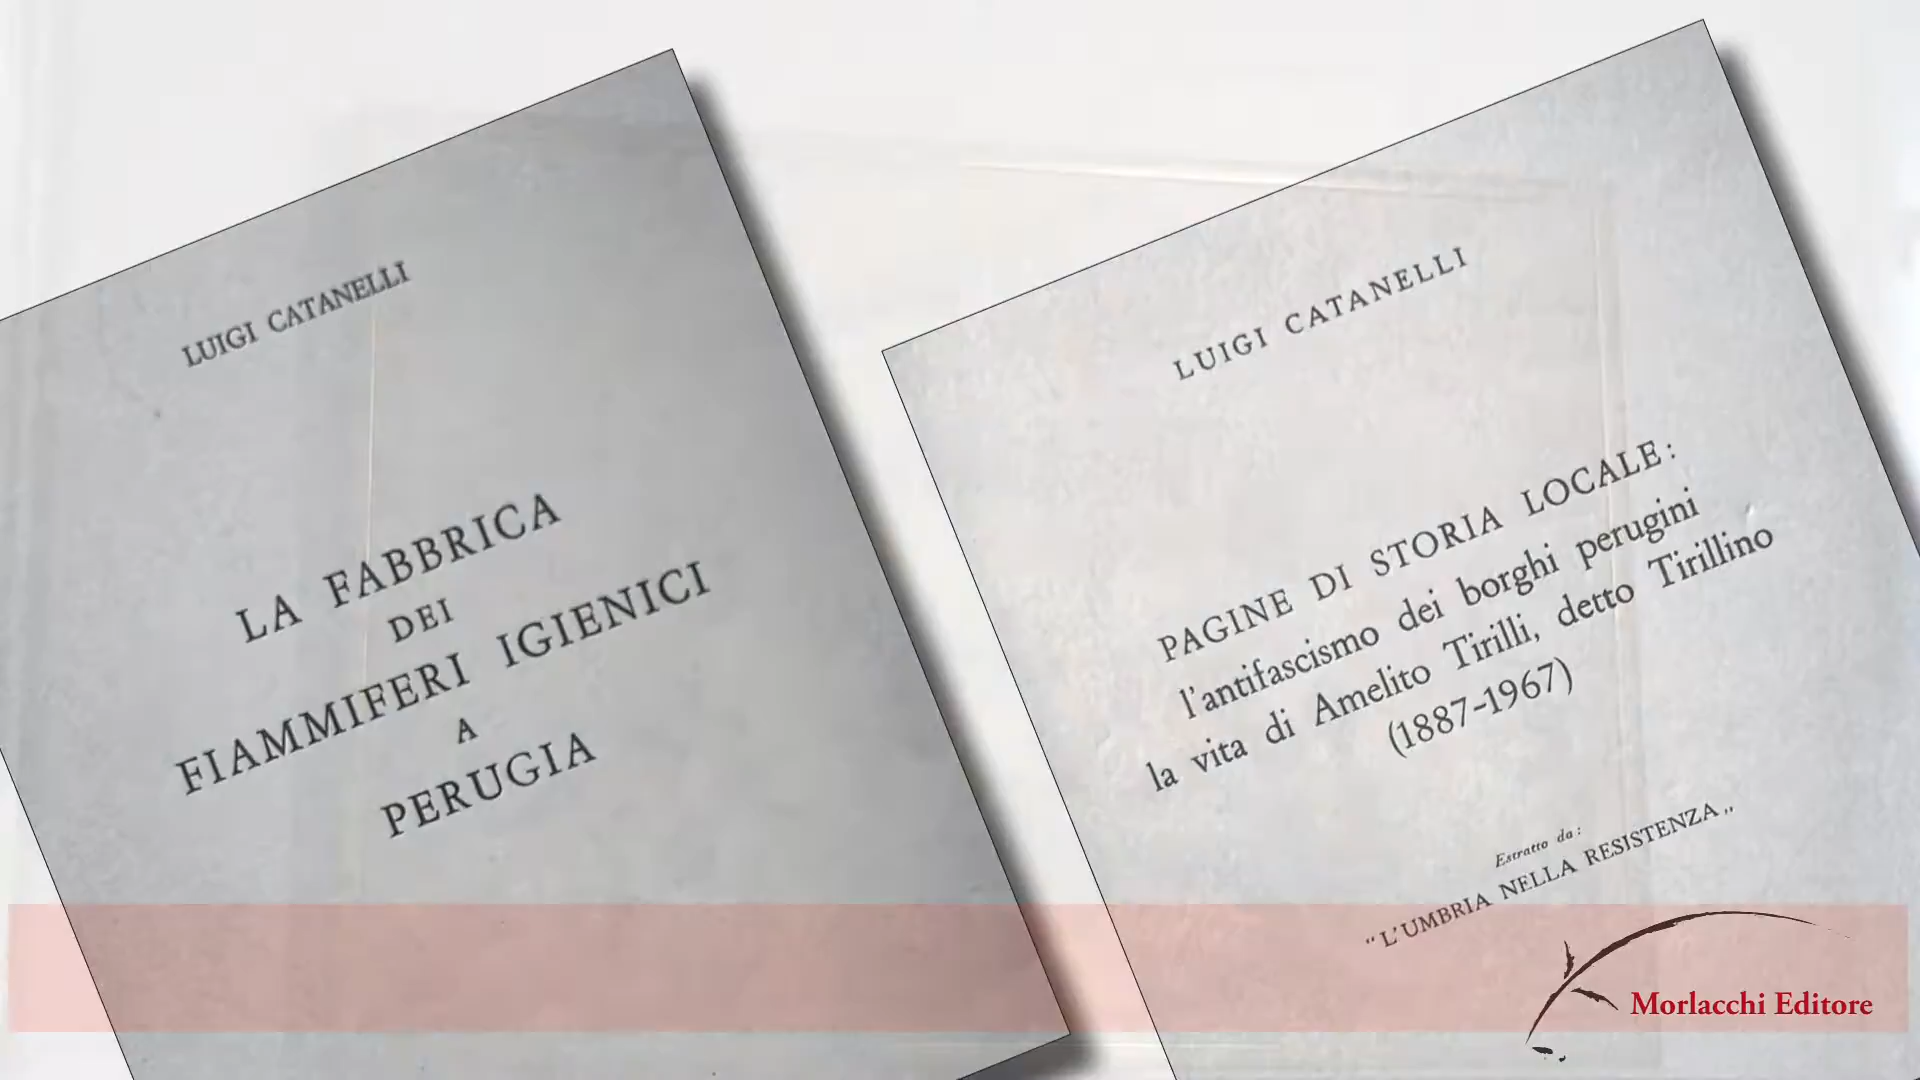 LUIGI CATANELLI
LA FABBRICA
DEI
FIAMMIFERI IGIENICI
A
PERUGIA
LUIGI CATANELLI
PAGINE DI STORIA LOCALE:
l'antifascismo dei borghi perugini
la vita di Amelito Tirilli, detto Tirillino
(1887-1967)
Estratto da:
“L'UMBRIA NELLA RESISTENZA„
Morlacchi Editore